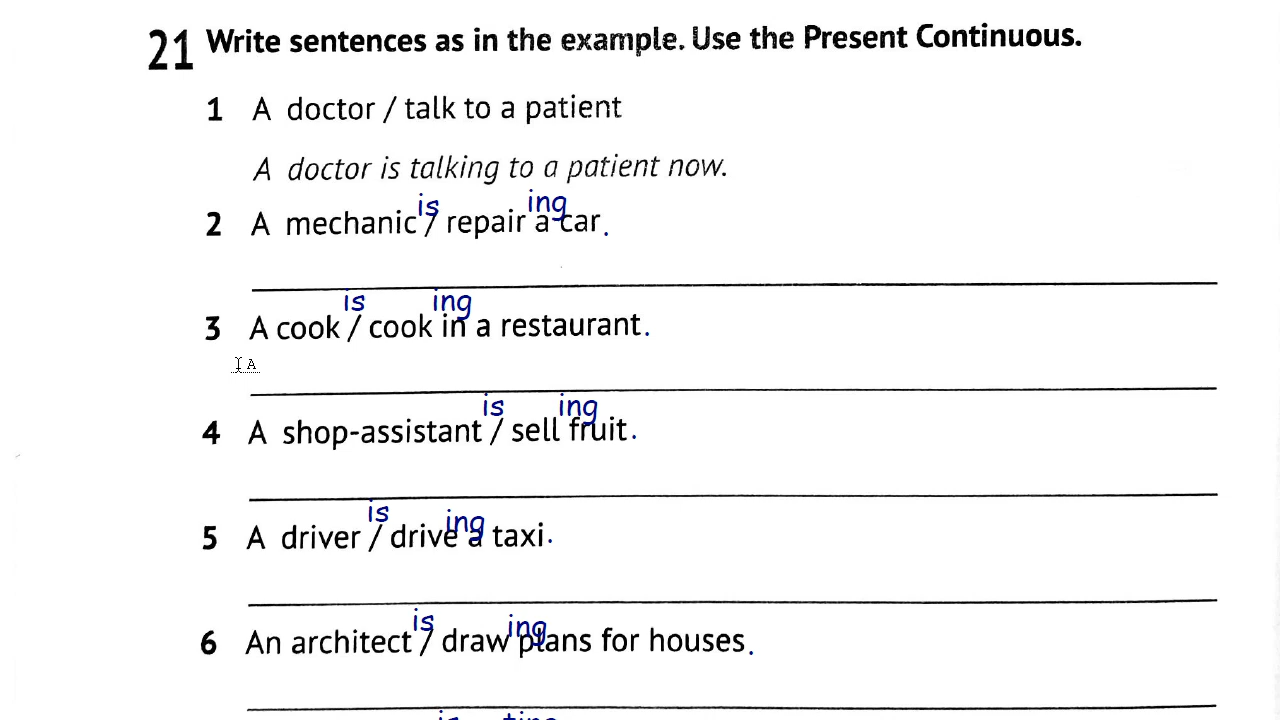 21 Write sentences as in the example. Use the Present Continuous.
1 A doctor / talk to a patient
A doctor is talking to a patient now.
is ing
2 A mechanic / repair a car.
is ing
3 A cook / cook in a restaurant.
A
is ing
4 A shop-assistant / sell fruit.
is ing
5 A driver / drive a taxi.
is ing
6 An architect / draw plans for houses.